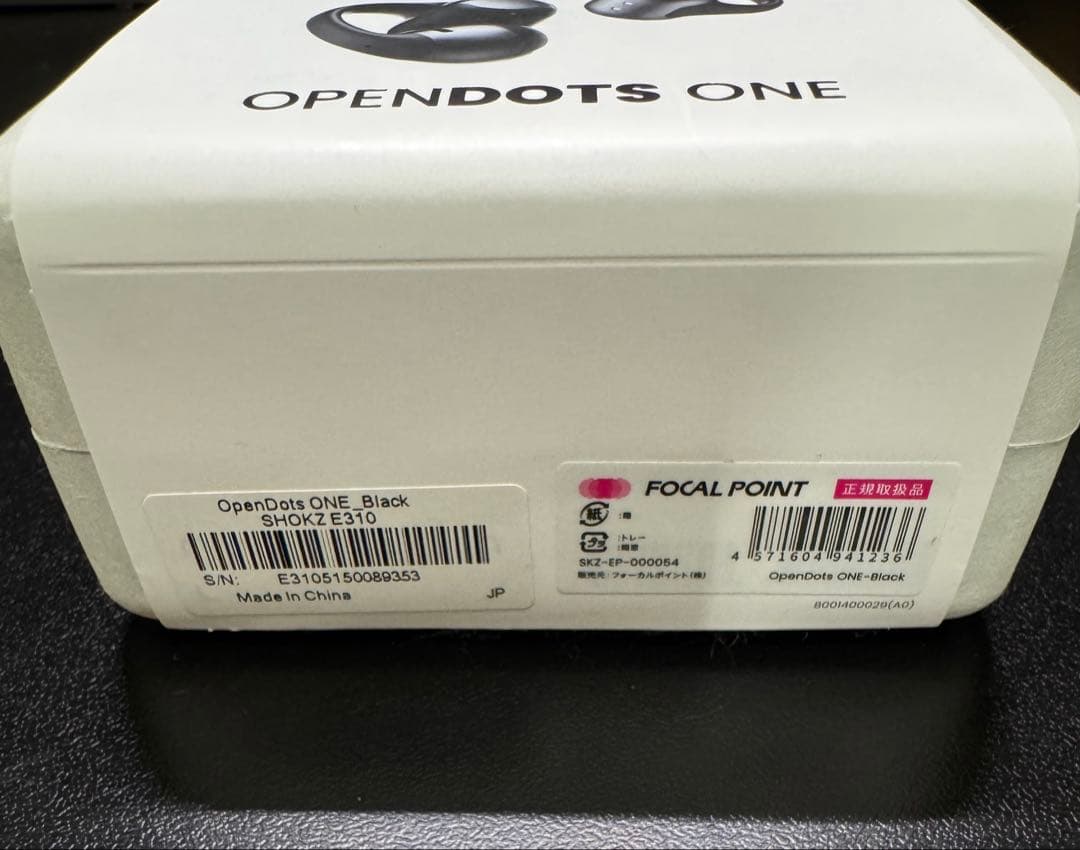 OPENDOTS ONE
OpenDots ONE_Black
SHOKZ E310
S/N: E3105150089353
Made In China
JP
FOCAL POINT
正規取扱品
紙
プラ
:トレー
SKZ-EP-000054
販売元:フォーカルポイント(株)
4 571604 941236
OpenDots ONE-Black
B001400029(A0)